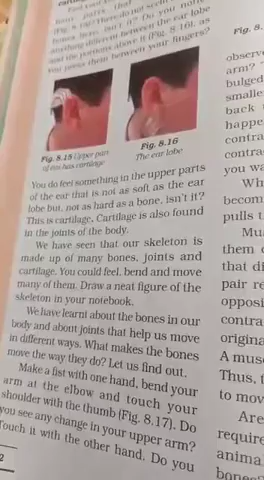 bones here, isn't it? Do you notice
anything different between the ear lobe
and the portions above it (Fig. 8.16), as
you press them between your fingers?
Fig. 8.15 Upper part
of ear has cartilage
Fig. 8.16
The ear lobe
You do feel something in the upper parts
of the ear that is not as soft as the ear
lobe but, not as hard as a bone, isn't it?
This is cartilage. Cartilage is also found
in the joints of the body.
We have seen that our skeleton is
made up of many bones, joints and
cartilage. You could feel, bend and move
many of them. Draw a neat figure of the
skeleton in your notebook.
We have learnt about the bones in our
body and about joints that help us move
in different ways. What makes the bones
move the way they do? Let us find out.
Make a fist with one hand, bend your
arm at the elbow and touch your
shoulder with the thumb (Fig. 8.17). Do
you see any change in your upper arm?
Touch it with the other hand. Do you
2
Fig. 8.
arm?
bulged
smalle
back
happe
contra
contra
you wa
Wh
becom
pulls t
Mu
them
that di
pair re
opposi
contra
origina
A musc
Thus, t
to mov
Are
require
anima